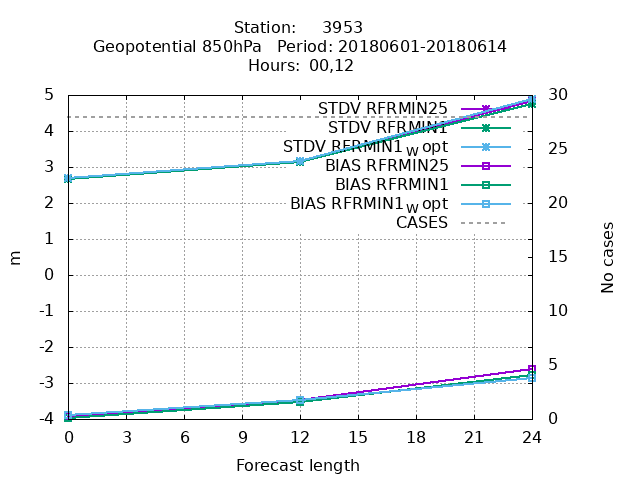 Station: 3953
Geopotential 850hPa Period: 20180601-20180614
Hours: 00,12
5 30
STDV RFRMIN25
4 STDV RFRMIN1
STDV RFRMIN1_w opt 25
3 BIAS RFRMIN25
BIAS RFRMIN1
2 BIAS RFRMIN1_w opt 20
CASES
1
m
0
No cases
15
-1 10
-2
5
-3
-4 0
0 3 6 9 12 15 18 21 24
Forecast length